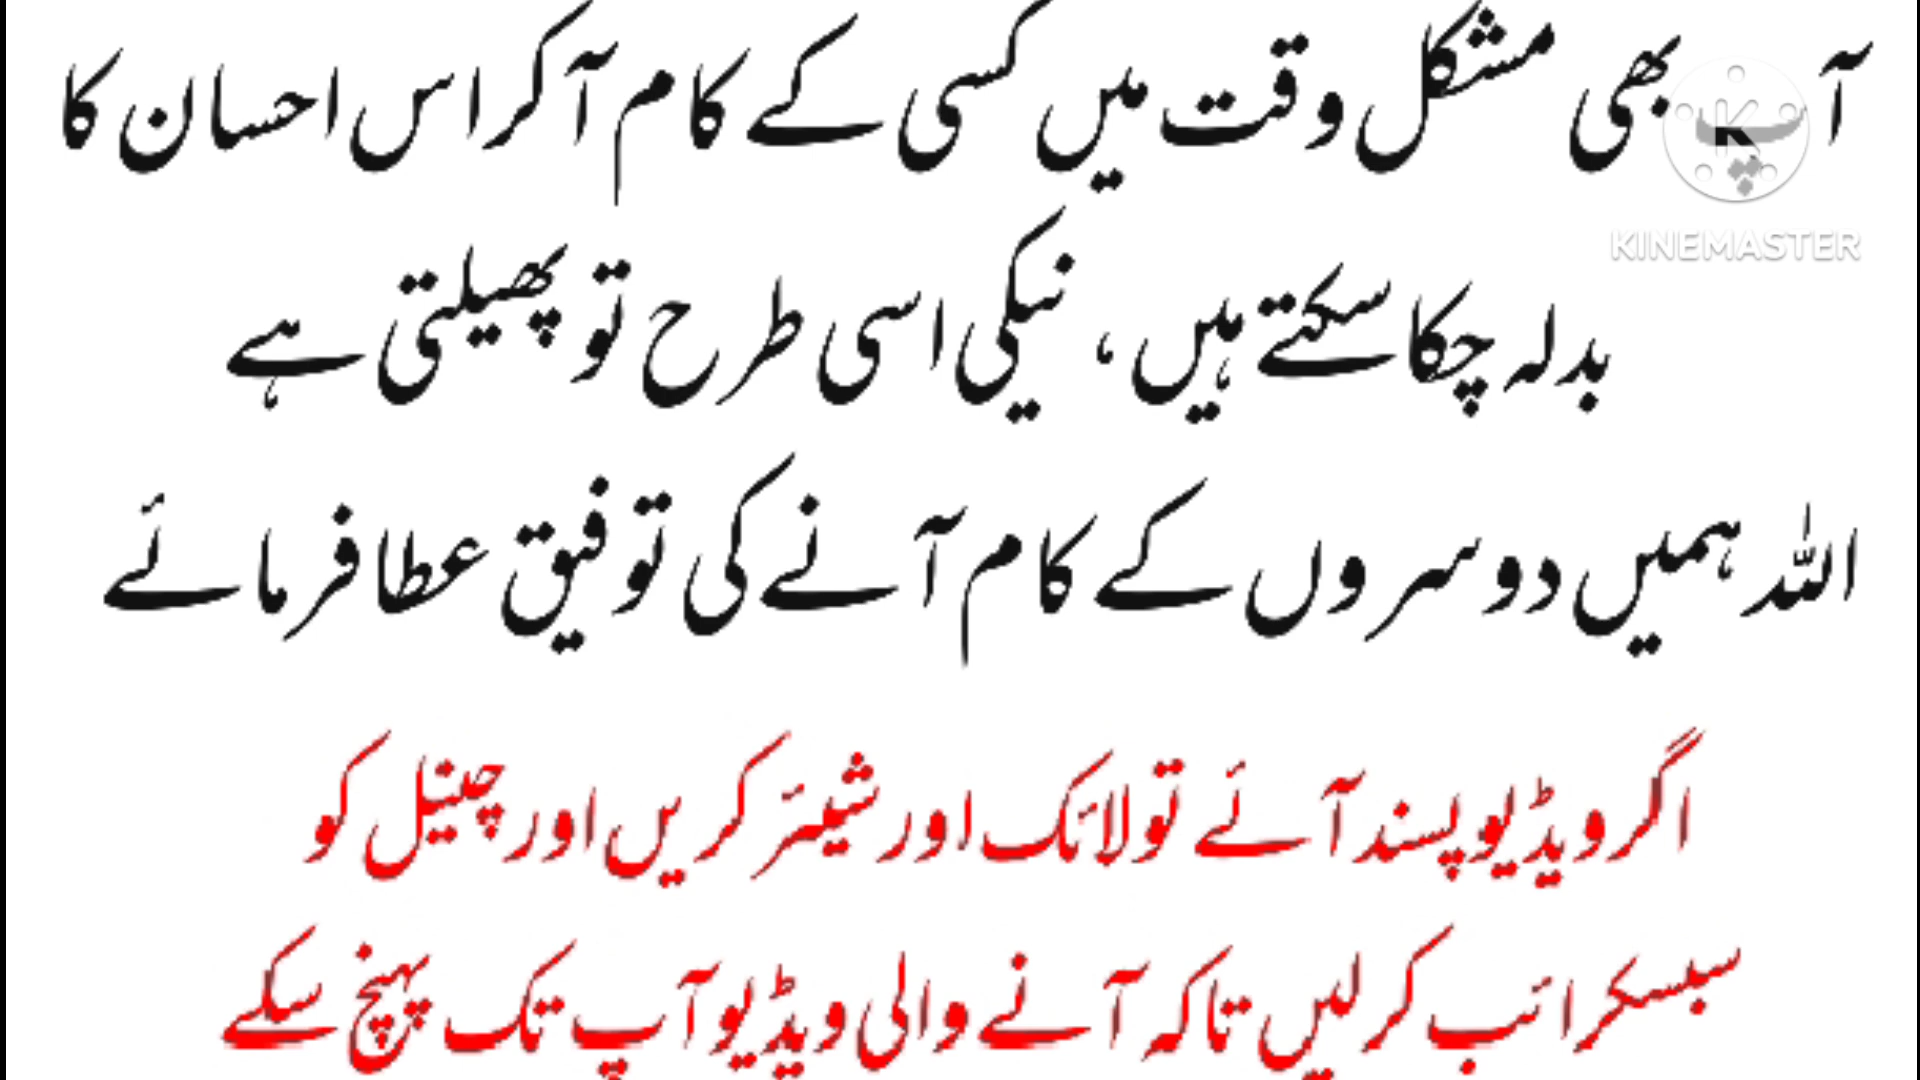 آپ بھی مشکل وقت میں کسی کے کام آ کر اس احسان کا
KINEMASTER
بدلہ چکا سکتے ہیں، نیکی اسی طرح تو پھیلتی ہے
اللہ ہمیں دوسروں کے کام آنے کی توفیق عطا فرمائے
اگر ویڈیو پسند آئے تو لائک اور شیئر کریں اور چینیل کو
سبسکرائب کر لیں تاکہ آنے والی ویڈیو آپ تک پہنچ سکے